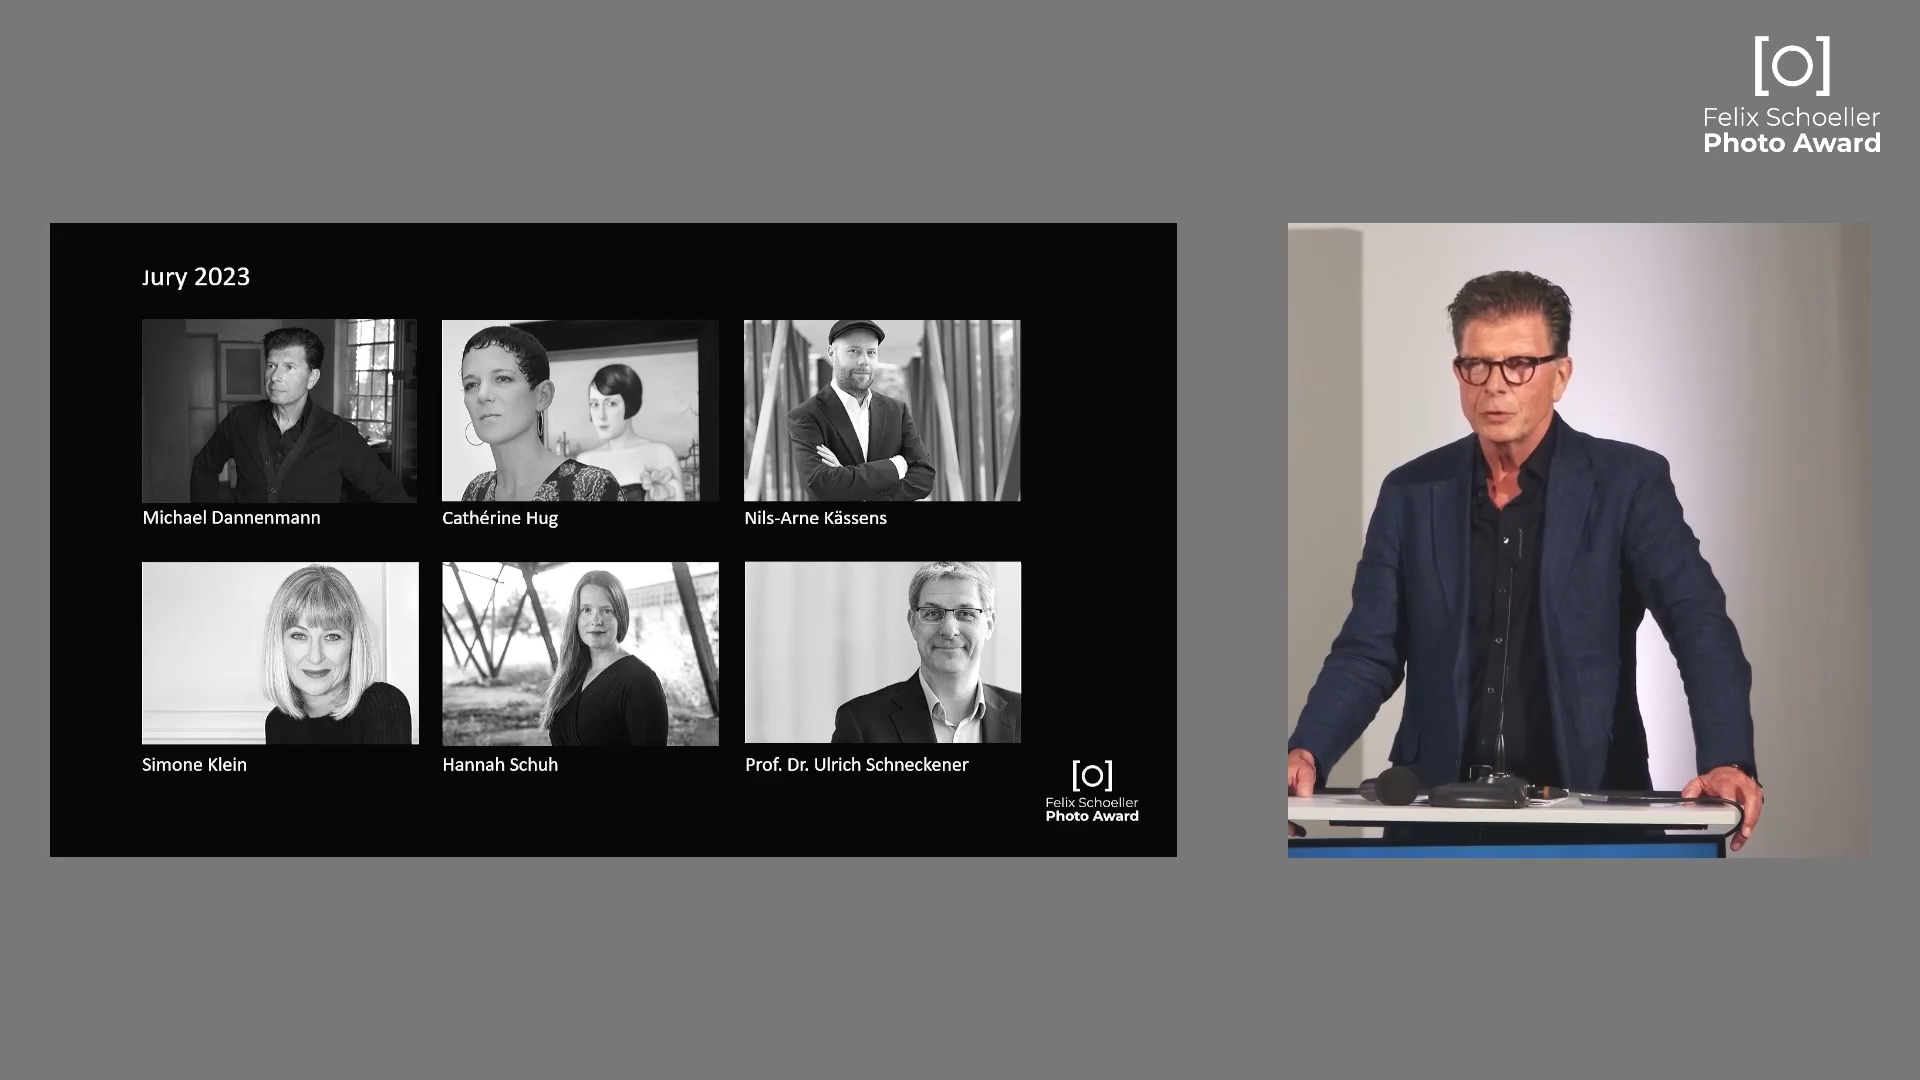 [O]
Felix Schoeller
Photo Award
Jury 2023
Michael Dannenmann
Cathérine Hug
Nils-Arne Kässens
Simone Klein
Hannah Schuh
Prof. Dr. Ulrich Schneckener
[O]
Felix Schoeller
Photo Award